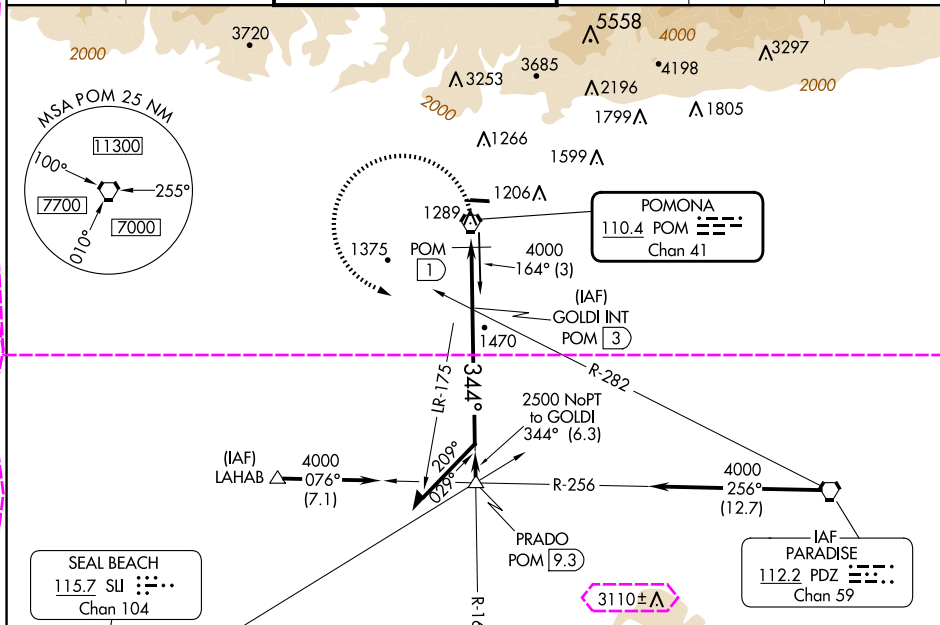 3720
5558
4000
3297
2000
3685
4198
3253
2196
2000
2000
1799
1805
MSA POM 25 NM
11300
100°
255°
7700
7000
010°
1266
1599
1206
1289
POMONA
110.4 POM
Chan 41
1375
POM
1
4000
164° (3)
(IAF)
GOLDI INT
POM 3
1470
LR-175
344°
R-282
2500 NoPT
to GOLDI
344° (6.3)
209°
029°
(IAF)
LAHAB
4000
076°
(7.1)
R-256
4000
256°
(12.7)
PRADO
POM 9.3
IAF
PARADISE
112.2 PDZ
Chan 59
SEAL BEACH
115.7 SLI
Chan 104
3110±